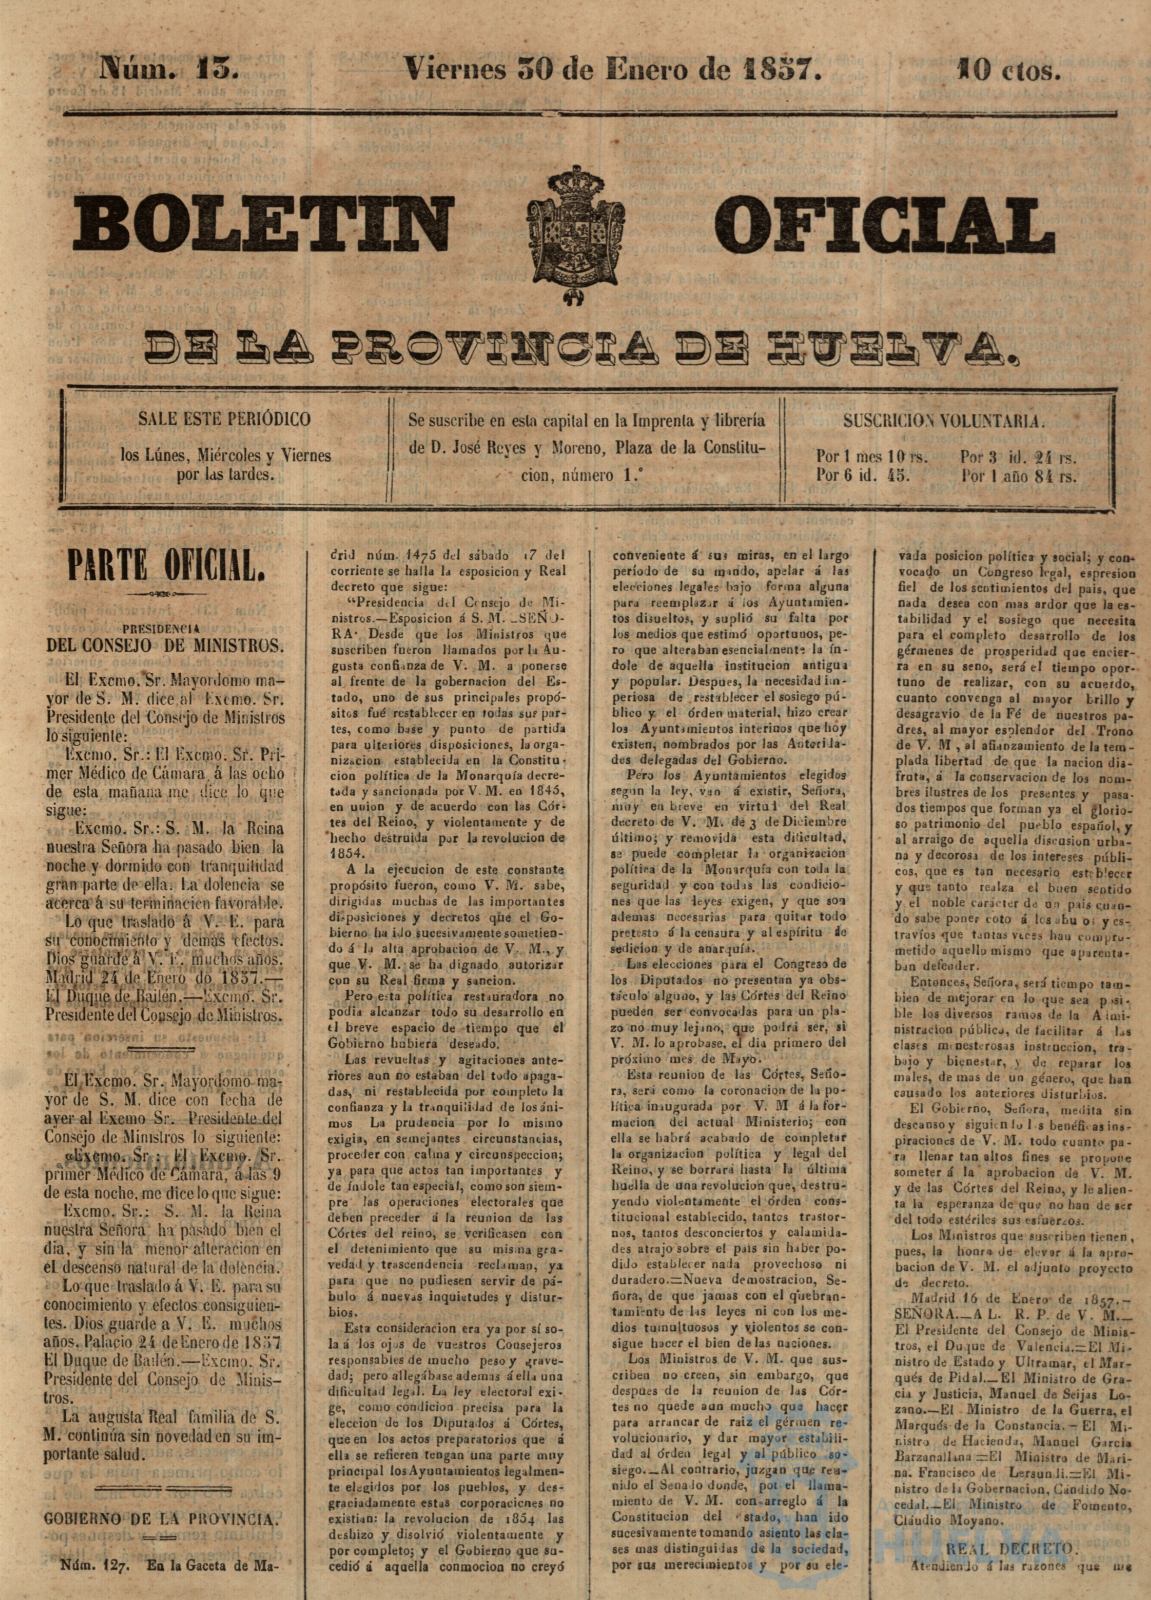 Núm. 13.
Viernes 30 de Enero de 1857.
10 ctos.
BOLETIN OFICIAL
DE LA PROVINCIA DE HUELVA.
SALE ESTE PERIÓDICO
los Lúnes, Miércoles y Viernes
por las tardes.
Se suscribe en esta capital en la Imprenta y librería
de D. José Reyes y Moreno, Plaza de la Constitu-
cion, número 1.°
SUSCRICION VOLUNTARIA.
Por 1 mes 10 rs. Por 3 id. 24 rs.
Por 6 id. 45. Por 1 año 84 rs.
PARTE OFICIAL.
PRESIDENCIA
DEL CONSEJO DE MINISTROS.
El Excmo. Sr. Mayordomo ma-
yor de S. M. dice al Excmo. Sr.
Presidente del Consejo de Ministros
lo siguiente:
Excmo. Sr.: El Excmo. Sr. Pri-
mer Médico de Cámara, á las ocho
de esta mañana me dice lo que
sigue:
Excmo. Sr.: S. M. la Reina
nuestra Señora ha pasado bien la
noche y dormido con tranquilidad
gran parte de ella. La dolencia se
acerca á su terminacion favorable.
Lo que traslado á V. E. para
su conocimiento y demas efectos.
Dios guarde á V. E. muchos años.
Madrid 24 de Enero de 1857.—
El Duque de Bailén.—Excmo. Sr.
Presidente del Consejo de Ministros.
El Excmo. Sr. Mayordomo ma-
yor de S. M. dice con fecha de
ayer al Excmo Sr. Presidente del
Consejo de Ministros lo siguiente:
«Excmo. Sr.: El Excmo. Sr.
primer Médico de Cámara, á las 9
de esta noche, me dice lo que sigue:
Excmo. Sr.: S. M. la Reina
nuestra Señora ha pasado bien el
dia, y sin la menor alteracion en
el descenso natural de la dolencia.
Lo que traslado á V. E. para su
conocimiento y efectos consiguien-
tes. Dios guarde a V. E. muchos
años. Palacio 24 de Enero de 1857
El Duque de Bailén.—Excmo. Sr.
Presidente del Consejo de Minis-
tros.
La augusta Real familia de S.
M. continúa sin novedad en su im-
portante salud.
GOBIERNO DE LA PROVINCIA.
Núm. 127. En la Gaceta de Ma-
drid núm. 1475 del sábado 17 del
corriente se halla la esposicion y Real
decreto que sigue:
"Presidencia del Consejo de Mi-
nistros.—Esposicion á S. M.—SEÑO-
RA: Desde que los Ministros que
suscriben fueron llamados por la Au-
gusta confianza de V. M. a ponerse
al frente de la gobernacion del Es-
tado, uno de sus principales propó-
sitos fué restablecer en todas sus par-
tes, como base y punto de partida
para ulteriores disposiciones, la orga-
nizacion establecida en la Constitu-
cion política de la Monarquía decre-
tada y sancionada por V. M. en 1845,
en union y de acuerdo con las Cór-
tes del Reino, y violentamente y de
hecho destruida por la revolucion de
1854.
A la ejecucion de este constante
propósito fueron, como V. M. sabe,
dirigidas muchas de las importantes
disposiciones y decretos que el Go-
bierno ha ido sucesivamente sometien-
do á la alta aprobacion de V. M., y
que V. M. se ha dignado autorizar
con su Real firma y sancion.
Pero esta política restauradora no
podia alcanzar todo su desarrollo en
el breve espacio de tiempo que el
Gobierno hubiera deseado.
Las revueltas y agitaciones ante-
riores aun no estaban del todo apaga-
das, ni restablecida por completo la
confianza y la tranquilidad de los áni-
mos La prudencia por lo mismo
exigia, en semejantes circunstancias,
proceder con calma y circunspeccion;
ya para que actos tan importantes y
de índole tan especial, como son siem-
pre las operaciones electorales que
deben preceder á la reunion de las
Córtes del reino, se verificasen con
el detenimiento que su misma gra-
vedad y trascendencia reclaman, ya
para que no pudiesen servir de pá-
bulo á nuevas inquietudes y distur-
bios.
Esta consideracion era ya por sí so-
la á los ojos de vuestros Consejeros
responsables de mucho peso y grave-
dad; pero allegábase ademas á ella una
dificultad legal. La ley electoral exi-
ge, como condicion precisa para la
eleccion de los Diputados á Córtes,
que en los actos preparatorios que á
ella se refieren tengan una parte muy
principal los Ayuntamientos legalmen-
te elegidos por los pueblos, y des-
graciadamente estas corporaciones no
existian: la revolucion de 1854 las
deshizo y disolvió violentamente y
por completo; y el Gobierno que su-
cedió á aquella conmocion no creyó
conveniente á sus miras, en el largo
período de su mando, apelar á las
elecciones legales bajo forma alguna
para reemplazar á los Ayuntamien-
tos disueltos, y suplió su falta por
los medios que estimó oportunos, pe-
ro que alteraban esencialmente la ín-
dole de aquella institucion antigua
y popular. Despues, la necesidad im-
periosa de restablecer el sosiego pú-
blico y el órden material, hizo crear
los Ayuntamientos interinos que hoy
existen, nombrados por las Autorida-
des delegadas del Gobierno.
Pero los Ayuntamientos elegidos
segun la ley, van á existir, Señora,
muy en breve en virtud del Real
decreto de V. M. de 3 de Diciembre
último; y removida esta dificultad,
se puede completar la organizacion
política de la Monarquía con toda la
seguridad y con todas las condicio-
nes que las leyes exigen, y que son
ademas necesarias para quitar todo
pretesto á la censura y al espíritu de
sedicion y de anarquía.
Las elecciones para el Congreso de
los Diputados no presentan ya obs-
táculo alguno, y las Córtes del Reino
pueden ser convocadas para un pla-
zo no muy lejano, que podrá ser, si
V. M. lo aprobase, el dia primero del
próximo mes de Mayo.
Esta reunion de las Córtes, Seño-
ra, será como la coronacion de la po-
lítica inaugurada por V. M á la for-
macion del actual Ministerio; con
ella se habrá acabado de completar
la organizacion política y legal del
Reino, y se borrará hasta la última
huella de una revolucion que, destru-
yendo violentamente el órden cons-
titucional establecido, tantos trastor-
nos, tantos desconciertos y calamida-
des atrajo sobre el pais sin haber po-
dido establecer nada provechoso ni
duradero.=Nueva demostracion, Se-
ñora, de que jamas con el quebran-
tamiento de las leyes ni con los me-
dios tumultuosos y violentos se con-
sigue hacer el bien de las naciones.
Los Ministros de V. M. que sus-
criben no creen, sin embargo, que
despues de la reunion de las Cór-
tes no quede aun mucho que hacer
para arrancar de raiz el gérmen re-
volucionario, y dar mayor estabili-
dad al órden legal y al público so-
siego.—Al contrario, juzgan que reu-
nido el Senado donde, por el llama-
miento de V. M. con arreglo á la
Constitucion del stado, han ido
sucesivamente tomando asiento las cla-
ses mas distinguidas de la sociedad,
por sus merecimientos y por su ele-
vada posicion política y social; y con-
vocado un Congreso legal, espresion
fiel de los sentimientos del pais, que
nada desea con mas ardor que la es-
tabilidad y el sosiego que necesita
para el completo desarrollo de los
gérmenes de prosperidad que encier-
ra en su seno, será el tiempo opor-
tuno de realizar, con su acuerdo,
cuanto convenga al mayor brillo y
desagravio de la Fé de nuestros pa-
dres, al mayor esplendor del Trono
de V. M, al afianzamiento de la tem-
plada libertad de que la nacion dis-
fruta, á la conservacion de los nom-
bres ilustres de los presentes y pasa-
dos tiempos que forman ya el glorio-
so patrimonio del pueblo español, y
al arraigo de aquella discusion urba-
na y decorosa de los intereses públi-
cos, que es tan necesario establecer
y que tanto realza el buen sentido
y el noble carácter de un pais cuan-
do sabe poner coto á los abu os y es-
travíos que tantas veces han compro-
metido aquello mismo que aparenta-
ban defender.
Entonces, Señora, será tiempo tam-
bien de mejorar en lo que sea posi-
ble los diversos ramos de la Admi-
nistracion pública, de facilitar á las
clases menesterosas instruccion, tra-
bajo y bienestar, y de reparar los
males, de mas de un género, que han
causado los anteriores disturbios.
El Gobierno, Señora, medita sin
descanso y siguiendo l s benéficas ins-
piraciones de V. M. todo cuanto pa-
ra llenar tan altos fines se propone
someter á la aprobacion de V. M.
y de las Córtes del Reino, y le alien-
ta la esperanza de que no han de ser
del todo estériles sus esfuerzos.
Los Ministros que suscriben tienen,
pues, la honra de elevar á la apro-
bacion de V. M. el adjunto proyecto
de decreto.
Madrid 16 de Enero de 1857.—
SEÑORA.—A L. R. P. de V. M.—
El Presidente del Consejo de Minis-
tros, el Duque de Valencia.=El Mi-
nistro de Estado y Ultramar, el Mar-
qués de Pidal.—El Ministro de Gra-
cia y Justicia, Manuel de Seijas Lo-
zano.—El Ministro de la Guerra, el
Marqués de la Constancia.—El Mi-
nistro de Hacienda, Manuel Garcia
Barzanallana=El Ministro de Mari-
na. Francisco de Lersundi.=El Mi-
nistro de la Gobernacion, Cándido No-
cedal.—El Ministro de Fomento,
Cláudio Moyano.
REAL DECRETO.
Atendiendo á las razones que me
HUELVA